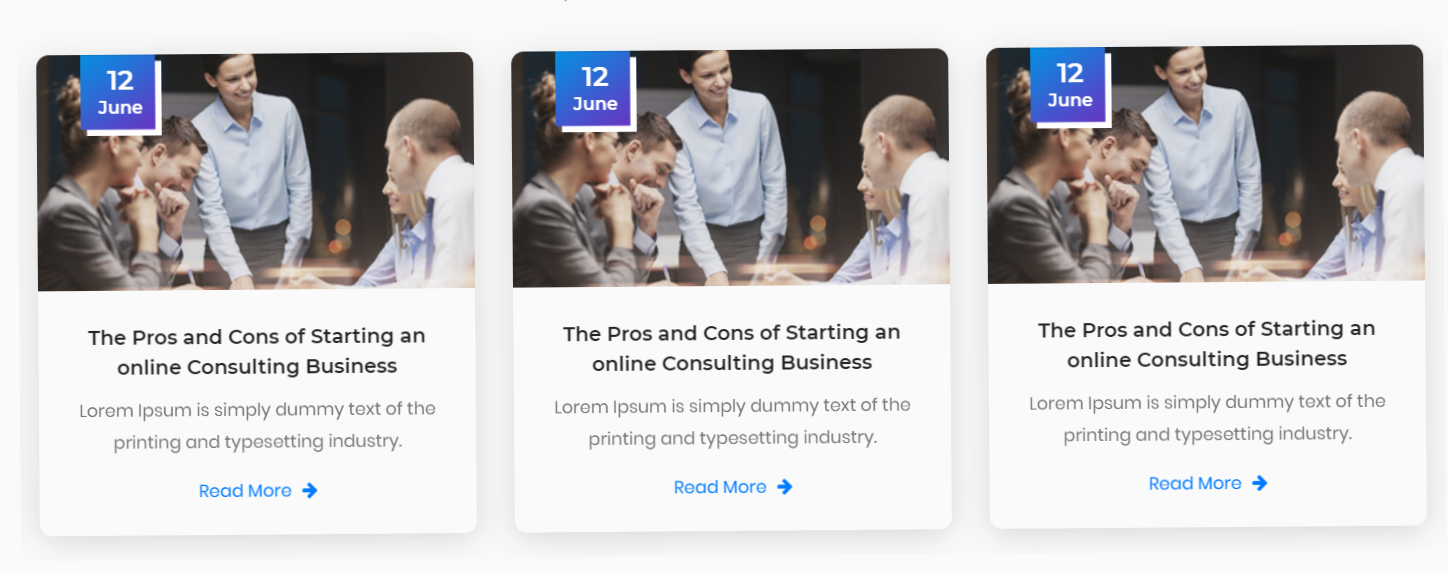 12
June
The Pros and Cons of Starting an
online Consulting Business
Lorem Ipsum is simply dummy text of the
printing and typesetting industry.
Read More
12
June
The Pros and Cons of Starting an
online Consulting Business
Lorem Ipsum is simply dummy text of the
printing and typesetting industry.
Read More
12
June
The Pros and Cons of Starting an
online Consulting Business
Lorem Ipsum is simply dummy text of the
printing and typesetting industry.
Read More